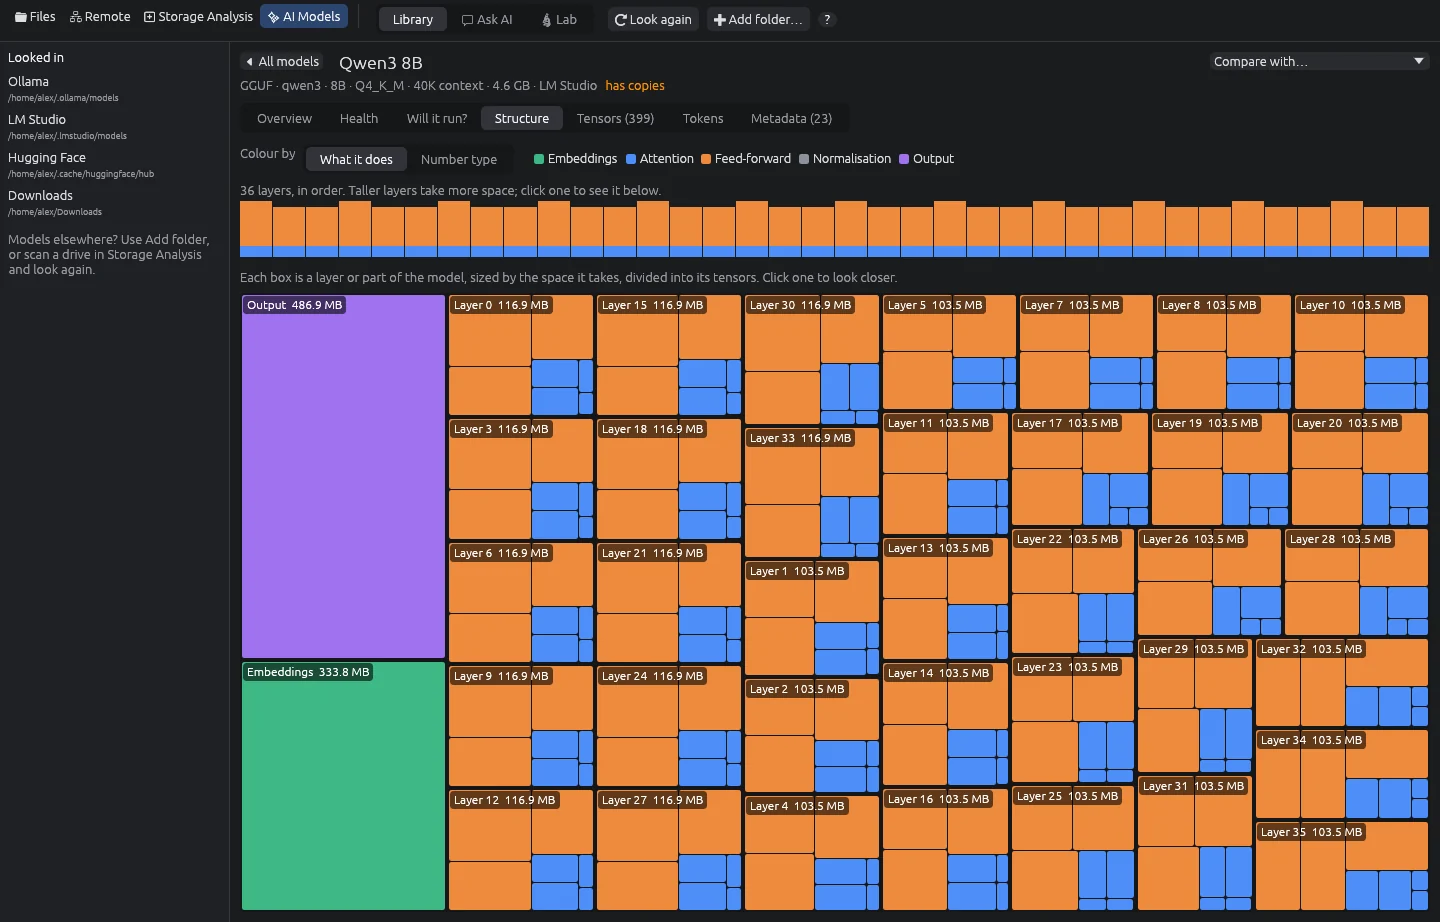 Files Remote Storage Analysis AI Models Library Ask AI Lab Look again Add folder... ?
Looked in
Ollama
/home/alex/.ollama/models
LM Studio
/home/alex/.lmstudio/models
Hugging Face
/home/alex/.cache/huggingface/hub
Downloads
/home/alex/Downloads
Models elsewhere? Use Add folder,
or scan a drive in Storage Analysis
and look again.
All models Qwen3 8B Compare with...
GGUF · qwen3 · 8B · Q4_K_M · 40K context · 4.6 GB · LM Studio has copies
Overview Health Will it run? Structure Tensors (399) Tokens Metadata (23)
Colour by What it does Number type Embeddings Attention Feed-forward Normalisation Output
36 layers, in order. Taller layers take more space; click one to see it below.
Each box is a layer or part of the model, sized by the space it takes, divided into its tensors. Click one to look closer.
Output 486.9 MB
Embeddings 333.8 MB
Layer 0 116.9 MB
Layer 3 116.9 MB
Layer 6 116.9 MB
Layer 9 116.9 MB
Layer 12 116.9 MB
Layer 15 116.9 MB
Layer 18 116.9 MB
Layer 21 116.9 MB
Layer 24 116.9 MB
Layer 27 116.9 MB
Layer 30 116.9 MB
Layer 33 116.9 MB
Layer 1 103.5 MB
Layer 2 103.5 MB
Layer 4 103.5 MB
Layer 5 103.5 MB
Layer 7 103.5 MB
Layer 8 103.5 MB
Layer 10 103.5 MB
Layer 11 103.5 MB
Layer 13 103.5 MB
Layer 14 103.5 MB
Layer 16 103.5 MB
Layer 17 103.5 MB
Layer 19 103.5 MB
Layer 20 103.5 MB
Layer 22 103.5 MB
Layer 23 103.5 MB
Layer 25 103.5 MB
Layer 26 103.5 MB
Layer 28 103.5 MB
Layer 29 103.5 MB
Layer 31 103.5 MB
Layer 32 103.5 MB
Layer 34 103.5 MB
Layer 35 103.5 MB